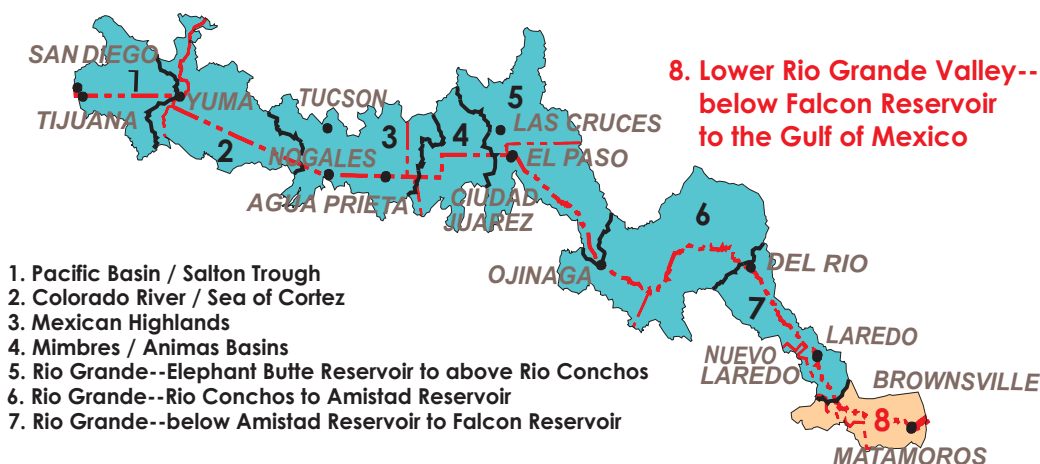 SAN DIEGO
1
TIJUANA
YUMA
2
TUCSON
NOGALES
3
AGUA PRIETA
4
5
LAS CRUCES
EL PASO
CIUDAD
JUAREZ
8. Lower Rio Grande Valley--
below Falcon Reservoir
to the Gulf of Mexico
6
OJINAGA
DEL RIO
7
LAREDO
NUEVO
LAREDO
BROWNSVILLE
8
MATAMOROS
1. Pacific Basin / Salton Trough
2. Colorado River / Sea of Cortez
3. Mexican Highlands
4. Mimbres / Animas Basins
5. Rio Grande--Elephant Butte Reservoir to above Rio Conchos
6. Rio Grande--Rio Conchos to Amistad Reservoir
7. Rio Grande--below Amistad Reservoir to Falcon Reservoir